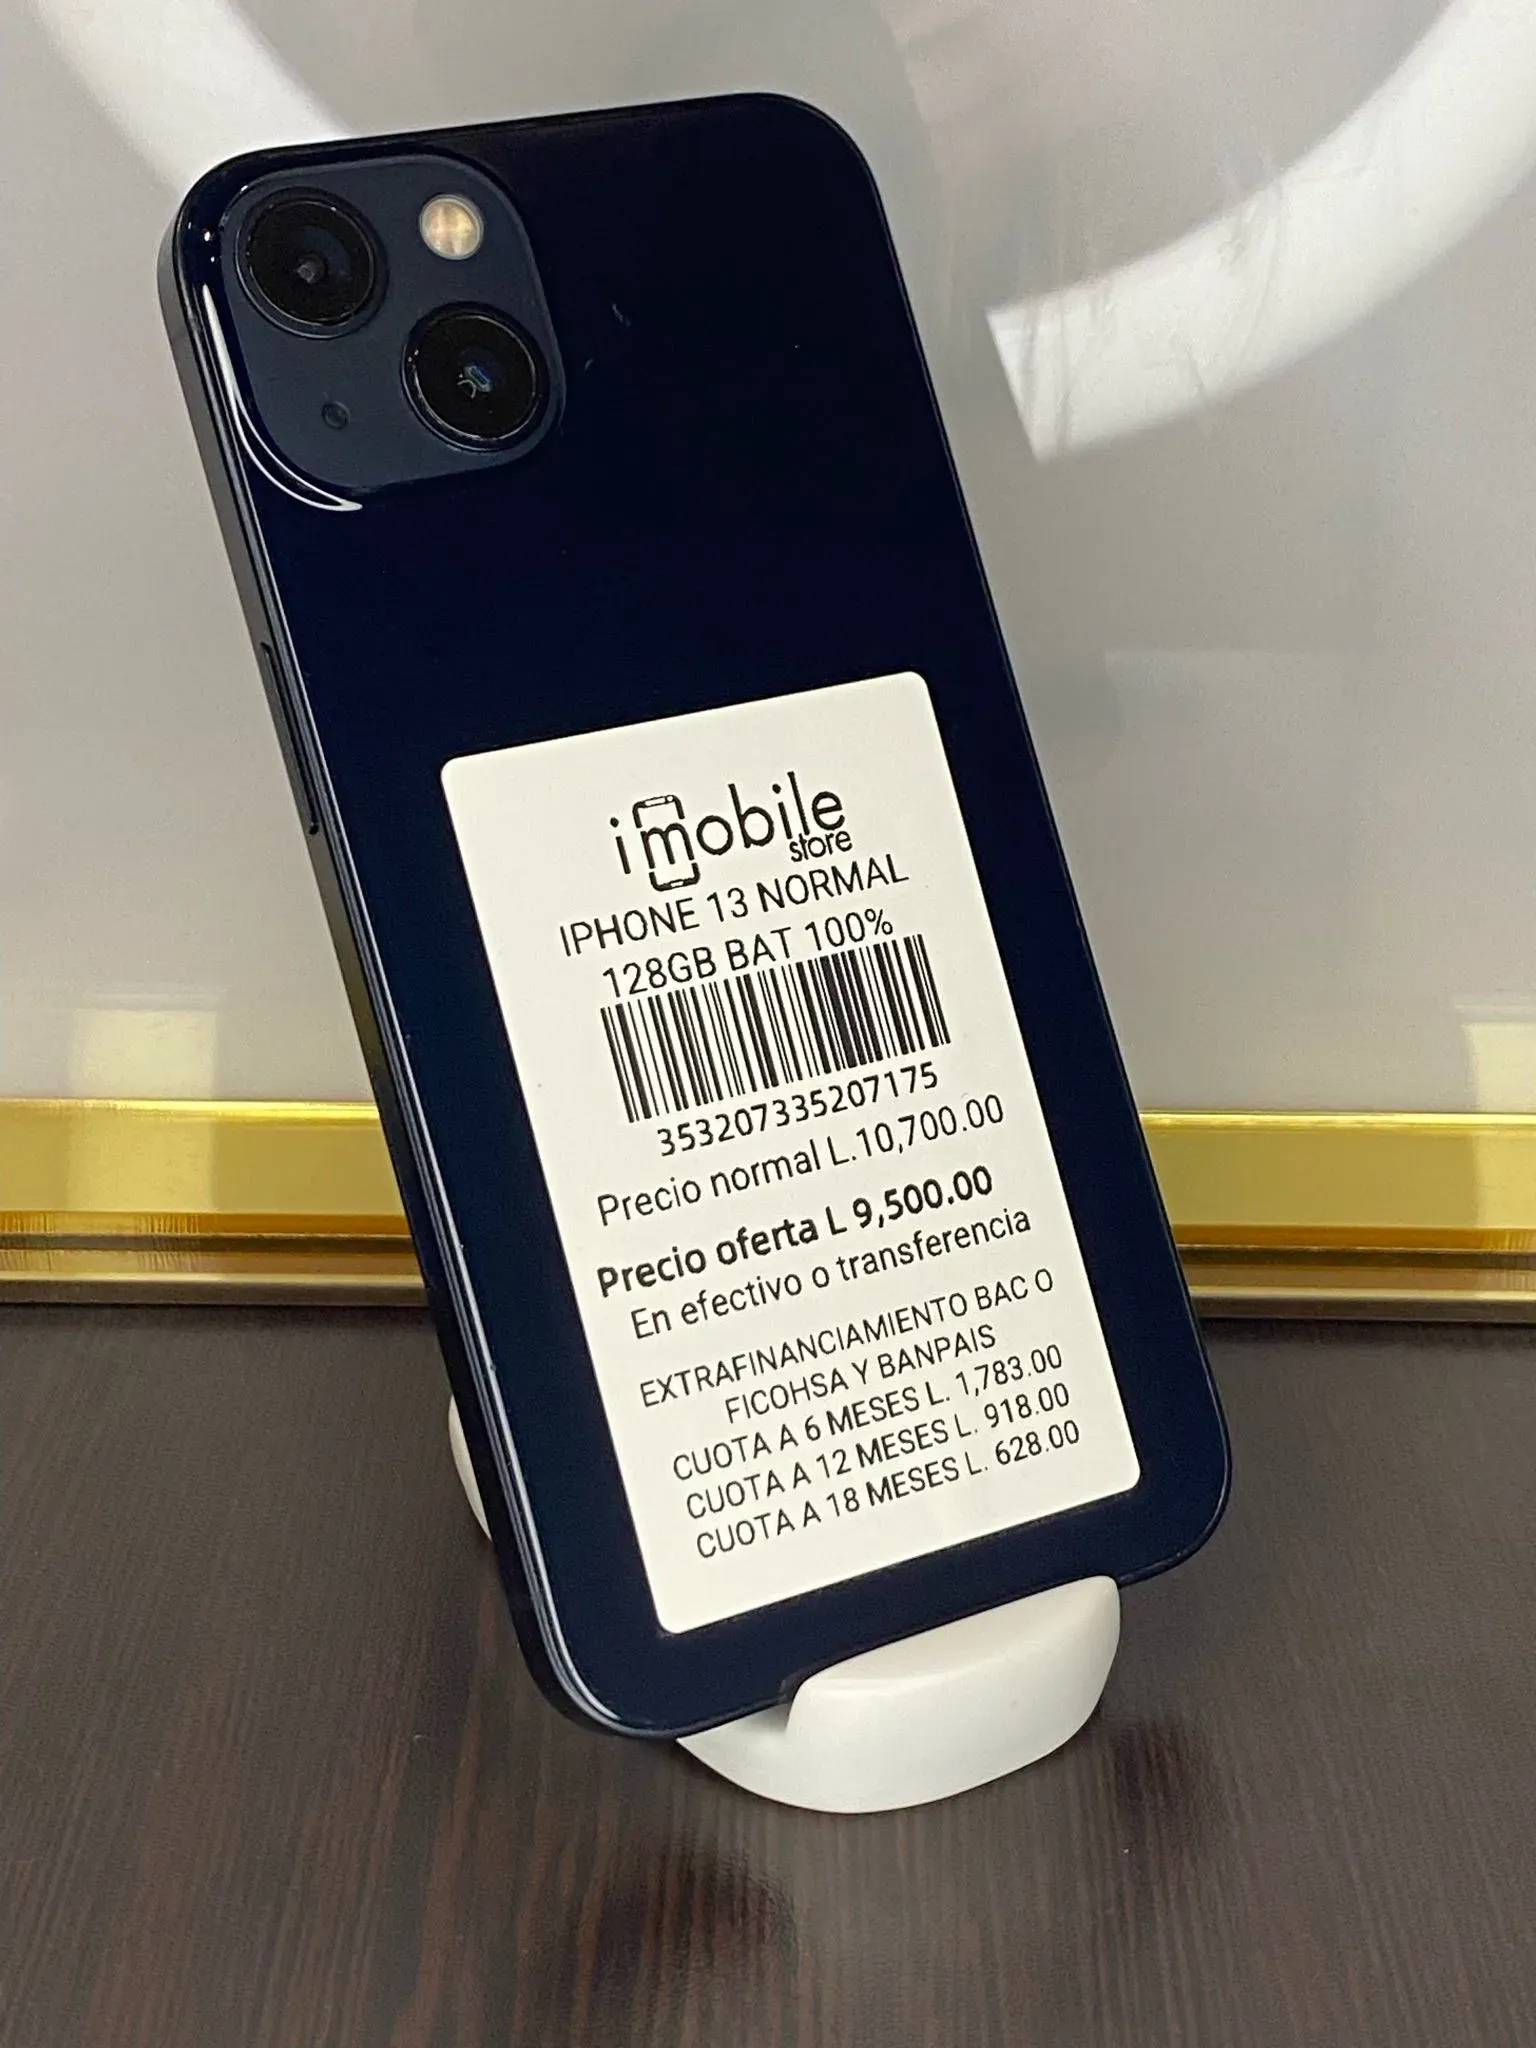 imobile
store
IPHONE 13 NORMAL
128GB BAT 100%
353207335207175
Precio normal L.10,700.00
Precio oferta L 9,500.00
En efectivo o transferencia
EXTRAFINANCIAMIENTO BAC O
FICOHSA Y BANPAIS
CUOTA A 6 MESES L. 1,783.00
CUOTA A 12 MESES L. 918.00
CUOTA A 18 MESES L. 628.00